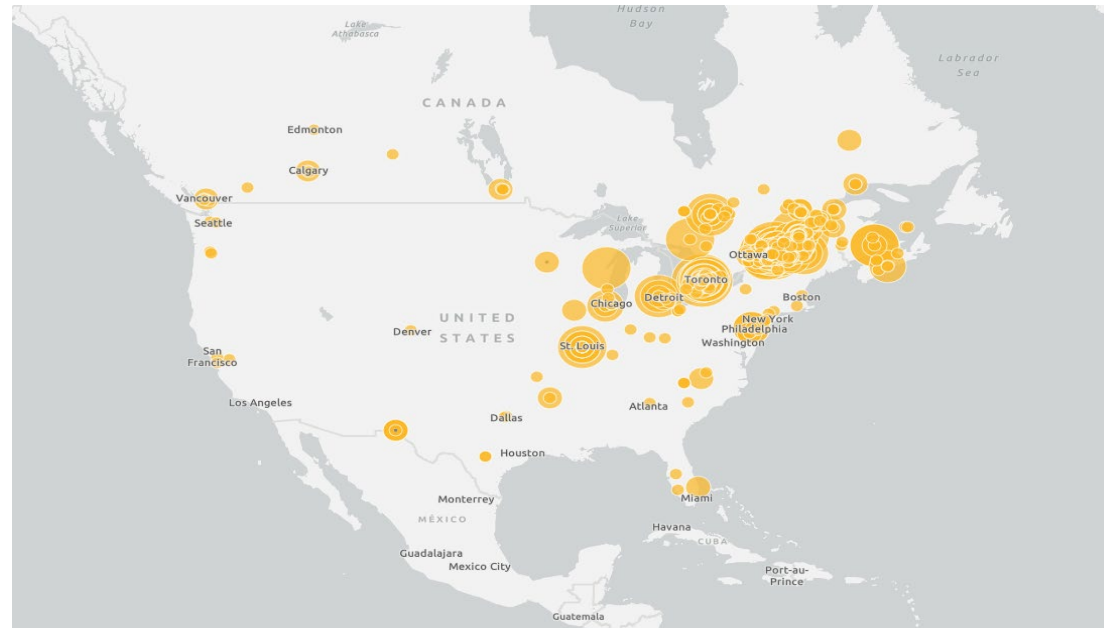 Hudson
Bay
Lake
Athabasca
Labrador
Sea
CANADA
Edmonton
Calgary
Vancouver
Seattle
Lake
Superior
Ottawa
Toronto
Detroit
Boston
Chicago
New York
Philadelphia
Washington
UNITED
STATES
Denver
St. Louis
San
Francisco
Los Angeles
Atlanta
Dallas
Houston
Monterrey
Miami
MÉXICO
Havana
CUBA
Guadalajara
Mexico City
Port-au-
Prince
Guatemala